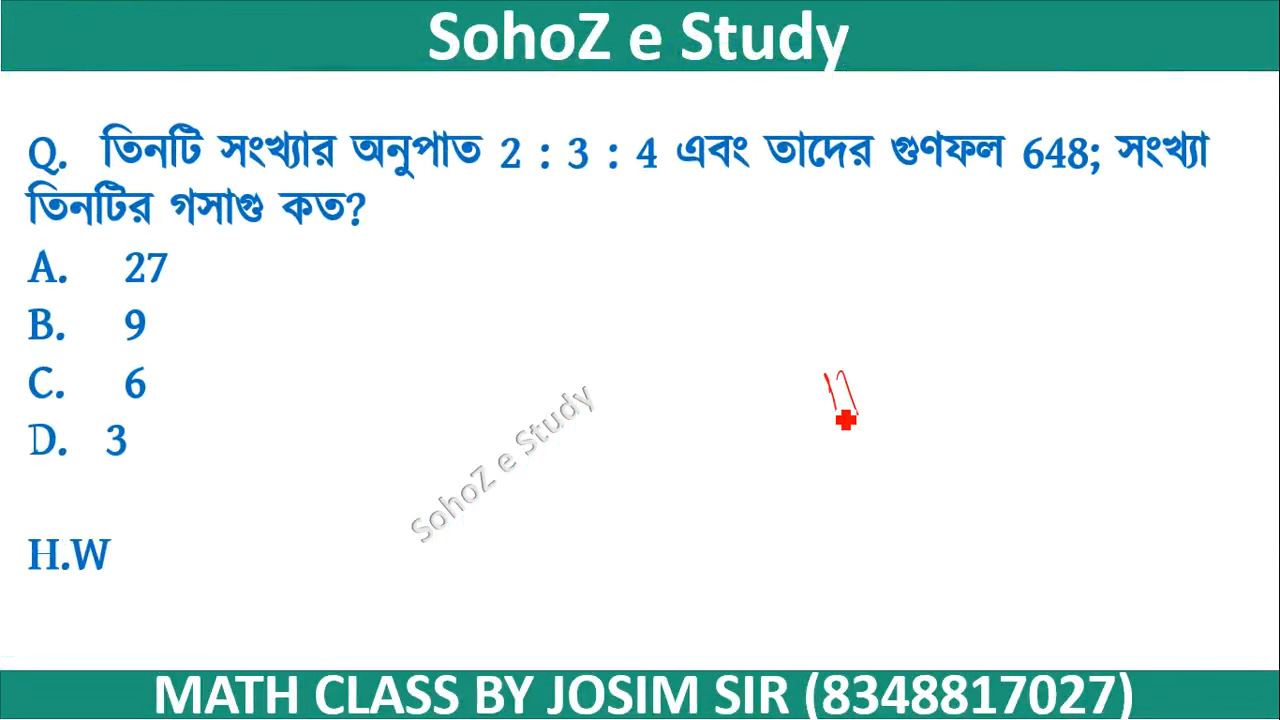 SohoZ e Study
Q. তিনটি সংখ্যার অনুপাত 2 : 3 : 4 এবং তাদের গুণফল 648; সংখ্যা
তিনটির গসাগু কত?
A. 27
B. 9
C. 6
D. 3
SohoZ e Study
H.W
MATH CLASS BY JOSIM SIR (8348817027)